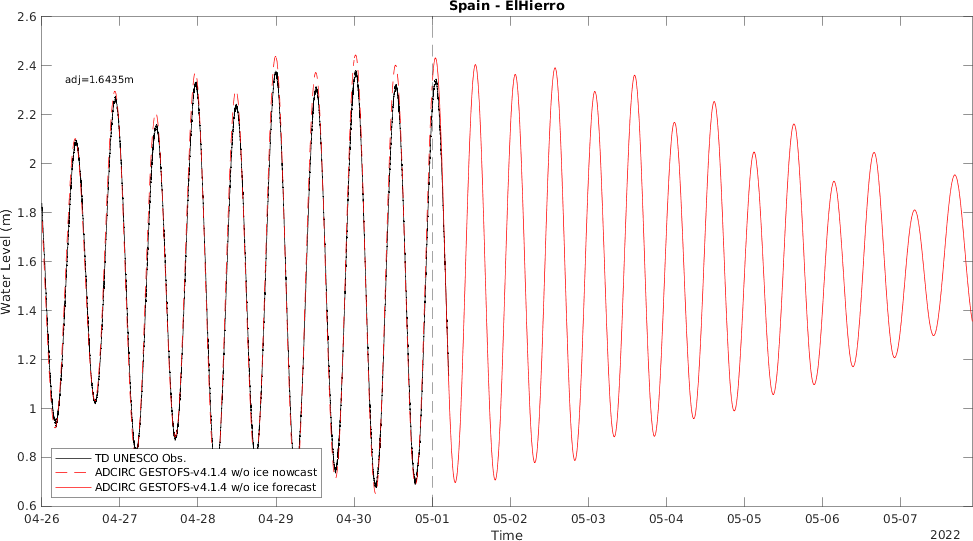 Spain - ElHierro
2.6
2.4
adj=1.6435m
2.2
2
1.8
Water Level (m)
1.6
1.4
1.2
1
0.8
0.6
TD UNESCO Obs.
ADCIRC GESTOFS-v4.1.4 w/o ice nowcast
ADCIRC GESTOFS-v4.1.4 w/o ice forecast
04-26 04-27 04-28 04-29 04-30 05-01 05-02 05-03 05-04 05-05 05-06 05-07
Time
2022